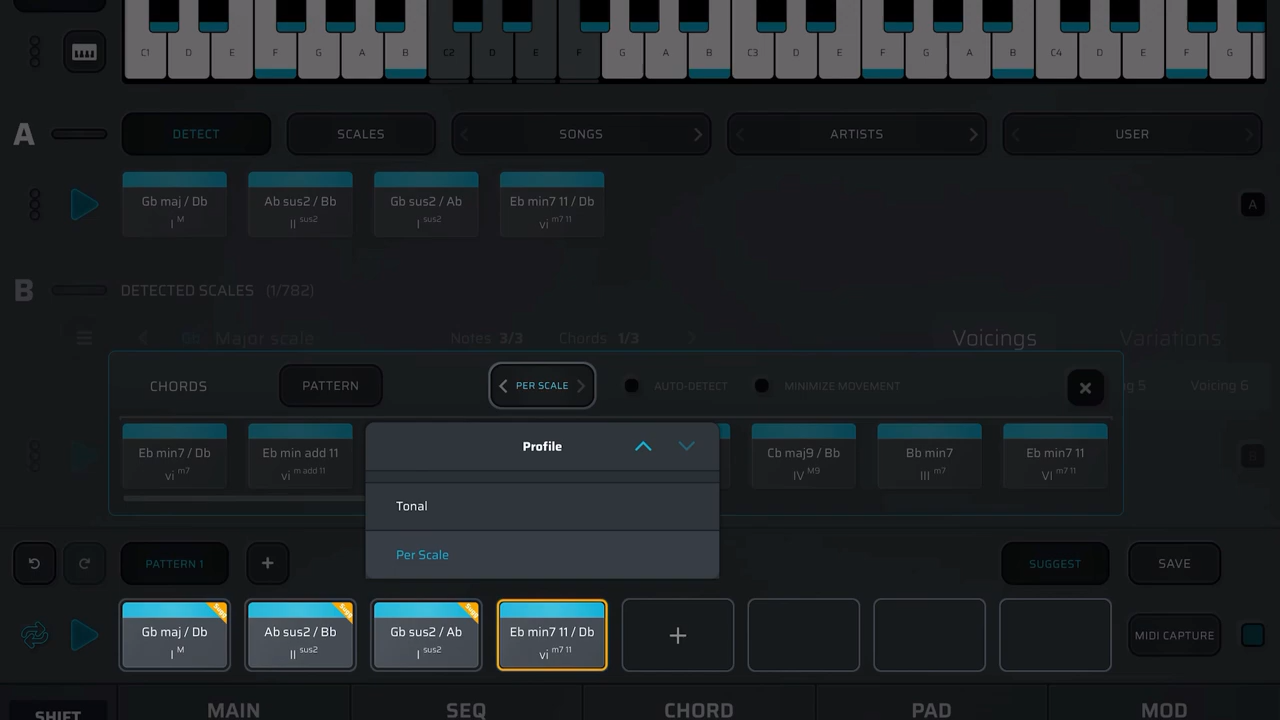 C1 D E F G A B C2 D E F G A B C3 D E F G A B C4 D E F G
A DETECT SCALES SONGS ARTISTS USER
Gb maj / Db Ab sus2 / Bb Gb sus2 / Ab Eb min7 11 / Db
I M II sus2 I sus2 vi m7 11
A
B DETECTED SCALES (1/782)
Major scale Notes 3/3 Chords 1/3 Voicings Variations
CHORDS PATTERN PER SCALE AUTO-DETECT MINIMIZE MOVEMENT ng 5 Voicing 6
Profile
Eb min7 / Db Eb min add 11 Cb maj9 / Bb Bb min7 Eb min7 11
vi m7 vi m add 11 IV M9 III m7 VI m7 11
B
Tonal
Per Scale
PATTERN 1 + SUGGEST SAVE
Sugg Sugg Sugg
Gb maj / Db Ab sus2 / Bb Gb sus2 / Ab Eb min7 11 / Db + MIDI CAPTURE
I M II sus2 I sus2 vi m7 11
SHIFT MAIN SEQ CHORD PAD MOD